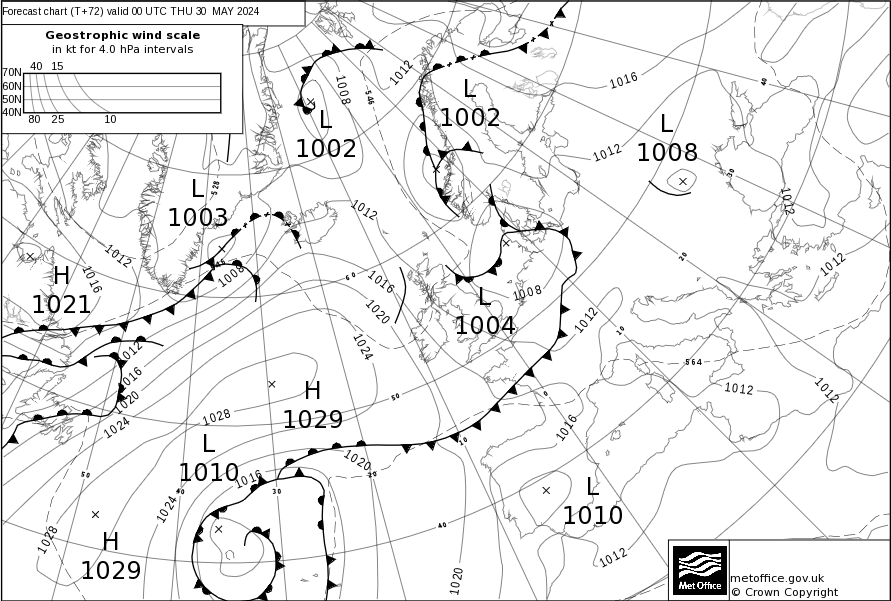 Forecast chart (T+72) valid 00 UTC THU 30 MAY 2024
Geostrophic wind scale
in kt for 4.0 hPa intervals
40 15
70N
60N
50N
40N
80 25 10
1012
1008
546
L
1002
L
1002
1016
40
L
1008
1012
30
528
L
1003
1012
1012
1012
1008
H
1021
1016
60
1016
1020
L
1004
1008
20
1012
1012
10
1012
1016
1020
1024
1024
564
1012
1012
H
1029
50
0
1028
1016
L
1010
1020
10
20
50
1016
40
30
1024
L
1010
40
1028
H
1029
1020
1012
Met Office
metoffice.gov.uk
© Crown Copyright